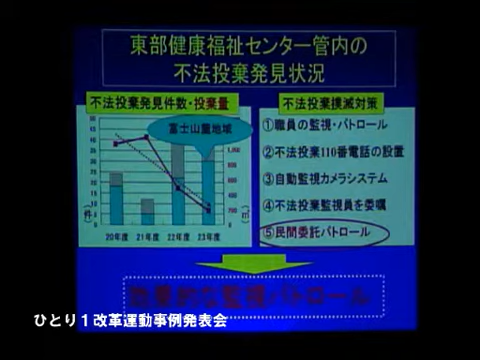 東部健康福祉センター管内の
不法投棄発見状況
不法投棄発見件数・投棄量
富士山麓地域
20年度 21年度 22年度 23年度
不法投棄撲滅対策
①職員の監視・パトロール
②不法投棄110番電話の設置
③自動監視カメラシステム
④不法投棄監視員を委嘱
⑤民間委託パトロール
効果的な監視パトロール
ひとり1改革運動事例発表会